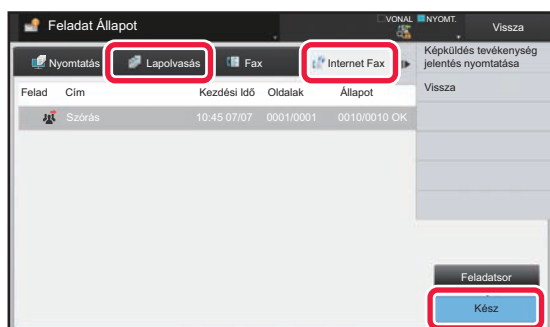 Feladat Állapot
VONAL NYOMT.
Vissza
Nyomtatás Lapolvasás Fax Internet Fax
Képküldés tevékenység
jelentés nyomtatása
Felad Cím Kezdési Idő Oldalak Állapot
Vissza
Szórás 10:45 07/07 0001/0001 0010/0010 OK
Feladatsor
Kész